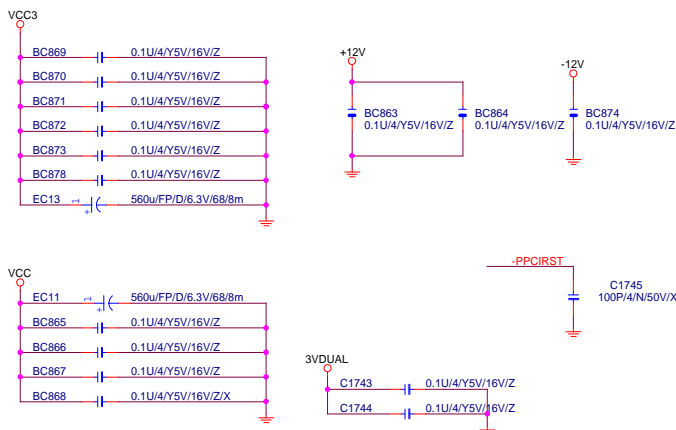 VCC3
BC869 0.1U/4/Y5V/16V/Z
BC870 0.1U/4/Y5V/16V/Z
BC871 0.1U/4/Y5V/16V/Z
BC872 0.1U/4/Y5V/16V/Z
BC873 0.1U/4/Y5V/16V/Z
BC878 0.1U/4/Y5V/16V/Z
EC13 1 + 560u/FP/D/6.3V/68/8m
+12V
BC863
0.1U/4/Y5V/16V/Z
BC864
0.1U/4/Y5V/16V/Z
-12V
BC874
0.1U/4/Y5V/16V/Z
VCC
EC11 1 + 560u/FP/D/6.3V/68/8m
BC865 0.1U/4/Y5V/16V/Z
BC866 0.1U/4/Y5V/16V/Z
BC867 0.1U/4/Y5V/16V/Z
BC868 0.1U/4/Y5V/16V/Z/X
-PPCIRST
C1745
100P/4/N/50V/X
3VDUAL
C1743 0.1U/4/Y5V/16V/Z
C1744 0.1U/4/Y5V/16V/Z